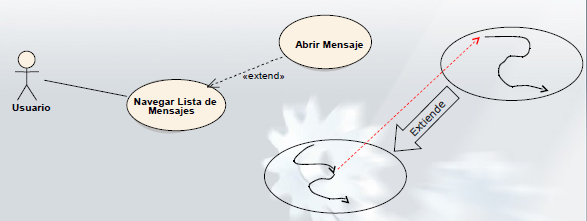 Abrir Mensaje
«extend»
Usuario
Navegar Lista de
Mensajes
Extiende